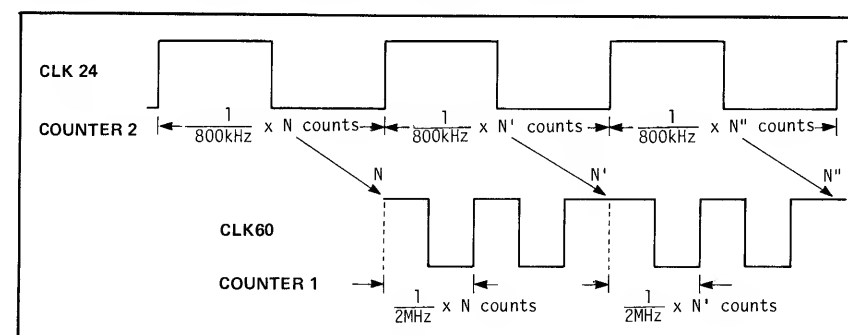 CLK 24
COUNTER 2
1/800kHz x N counts
1/800kHz x N' counts
1/800kHz x N" counts
N
N'
N"
CLK60
COUNTER 1
1/2MHz x N counts
1/2MHz x N' counts